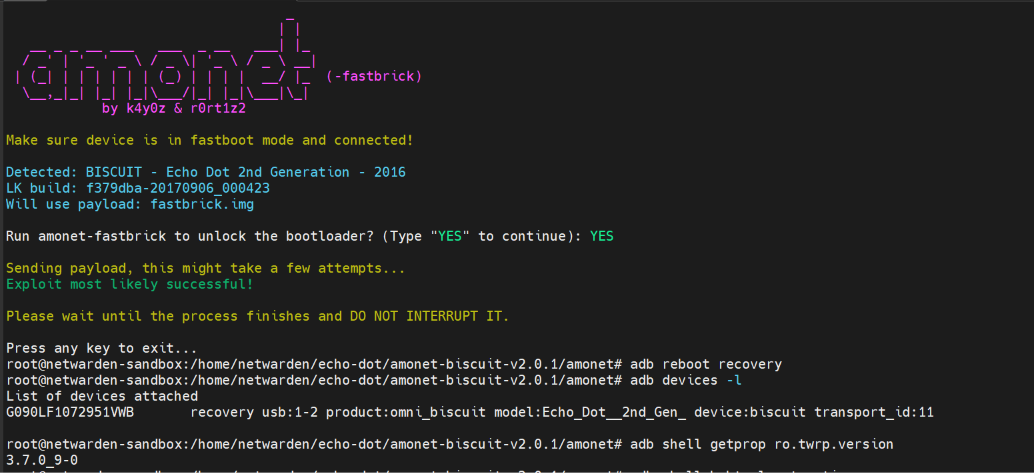 amonet (-fastbrick)
by k4y0z & r0rt1z2
Make sure device is in fastboot mode and connected!
Detected: BISCUIT - Echo Dot 2nd Generation - 2016
LK build: f379dba-20170906_000423
Will use payload: fastbrick.img
Run amonet-fastbrick to unlock the bootloader? (Type "YES" to continue): YES
Sending payload, this might take a few attempts...
Exploit most likely successful!
Please wait until the process finishes and DO NOT INTERRUPT IT.
Press any key to exit...
root@netwarden-sandbox:/home/netwarden/echo-dot/amonet-biscuit-v2.0.1/amonet# adb reboot recovery
root@netwarden-sandbox:/home/netwarden/echo-dot/amonet-biscuit-v2.0.1/amonet# adb devices -l
List of devices attached
G090LF1072951VWB       recovery usb:1-2 product:omni_biscuit model:Echo_Dot__2nd_Gen_ device:biscuit transport_id:11
root@netwarden-sandbox:/home/netwarden/echo-dot/amonet-biscuit-v2.0.1/amonet# adb shell getprop ro.twrp.version
3.7.0_9-0